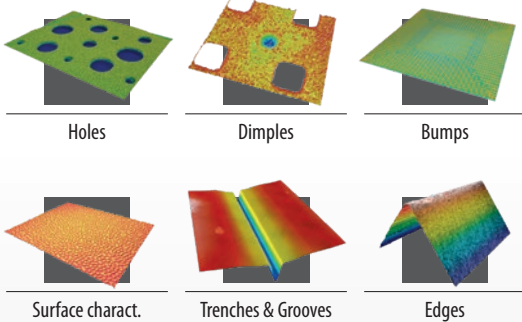 Holes
Dimples
Bumps
Surface charact.
Trenches & Grooves
Edges